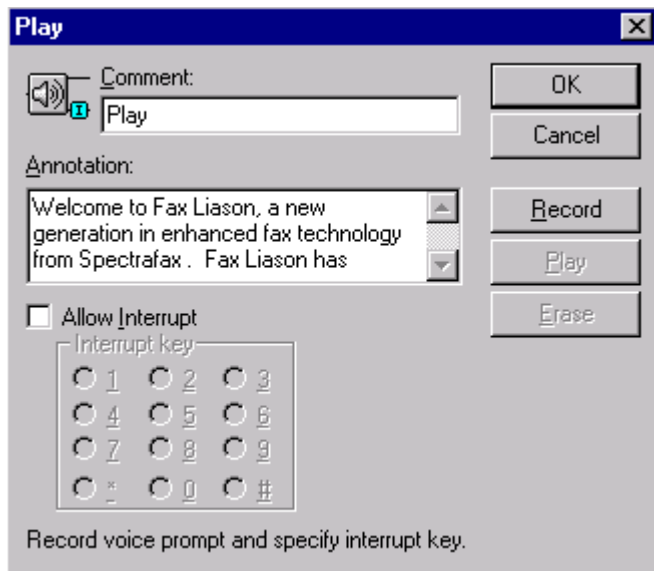 Play
Comment:
OK
Play
Cancel
Annotation:
Welcome to Fax Liason, a new
generation in enhanced fax technology
from Spectrafax . Fax Liason has
Record
Play
Erase
Allow Interrupt
Interrupt key
1 2 3
4 5 6
7 8 9
* 0 #
Record voice prompt and specify interrupt key.